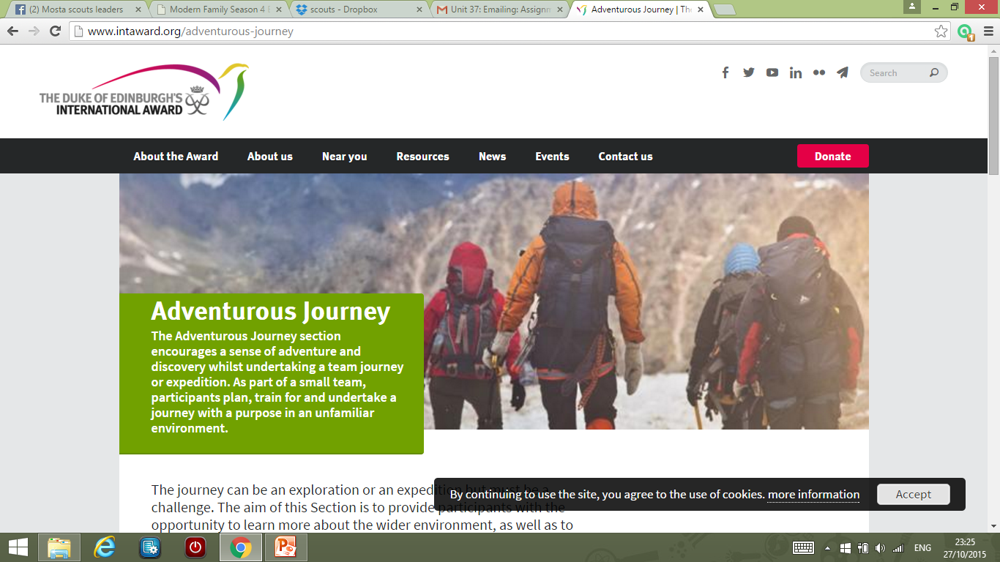 (2) Mosta scouts leaders
Modern Family Season 4 E
scouts - Dropbox
Unit 37: Emailing: Assignm
Adventurous Journey | The
www.intaward.org/adventurous-journey
1
THE DUKE OF EDINBURGH'S
INTERNATIONAL AWARD
Search
About the Award
About us
Near you
Resources
News
Events
Contact us
Donate
Adventurous Journey
The Adventurous Journey section
encourages a sense of adventure and
discovery whilst undertaking a team journey
or expedition. As part of a small team,
participants plan, train for and undertake a
journey with a purpose in an unfamiliar
environment.
The journey can be an exploration or an expedition but must be a
challenge. The aim of this Section is to provide participants with the
opportunity to learn more about the wider environment, as well as to
By continuing to use the site, you agree to the use of cookies. more information
Accept
ENG
23:25
27/10/2015